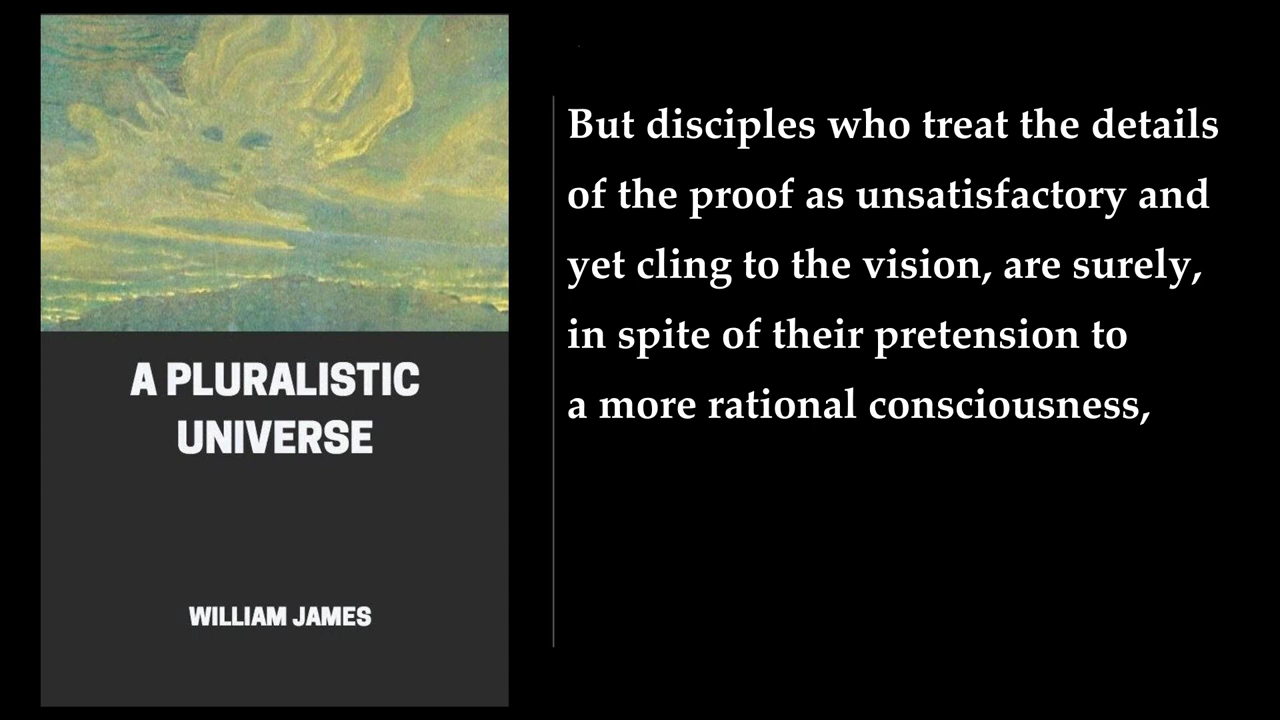 A PLURALISTIC
UNIVERSE
WILLIAM JAMES
But disciples who treat the details
of the proof as unsatisfactory and
yet cling to the vision, are surely,
in spite of their pretension to
a more rational consciousness,